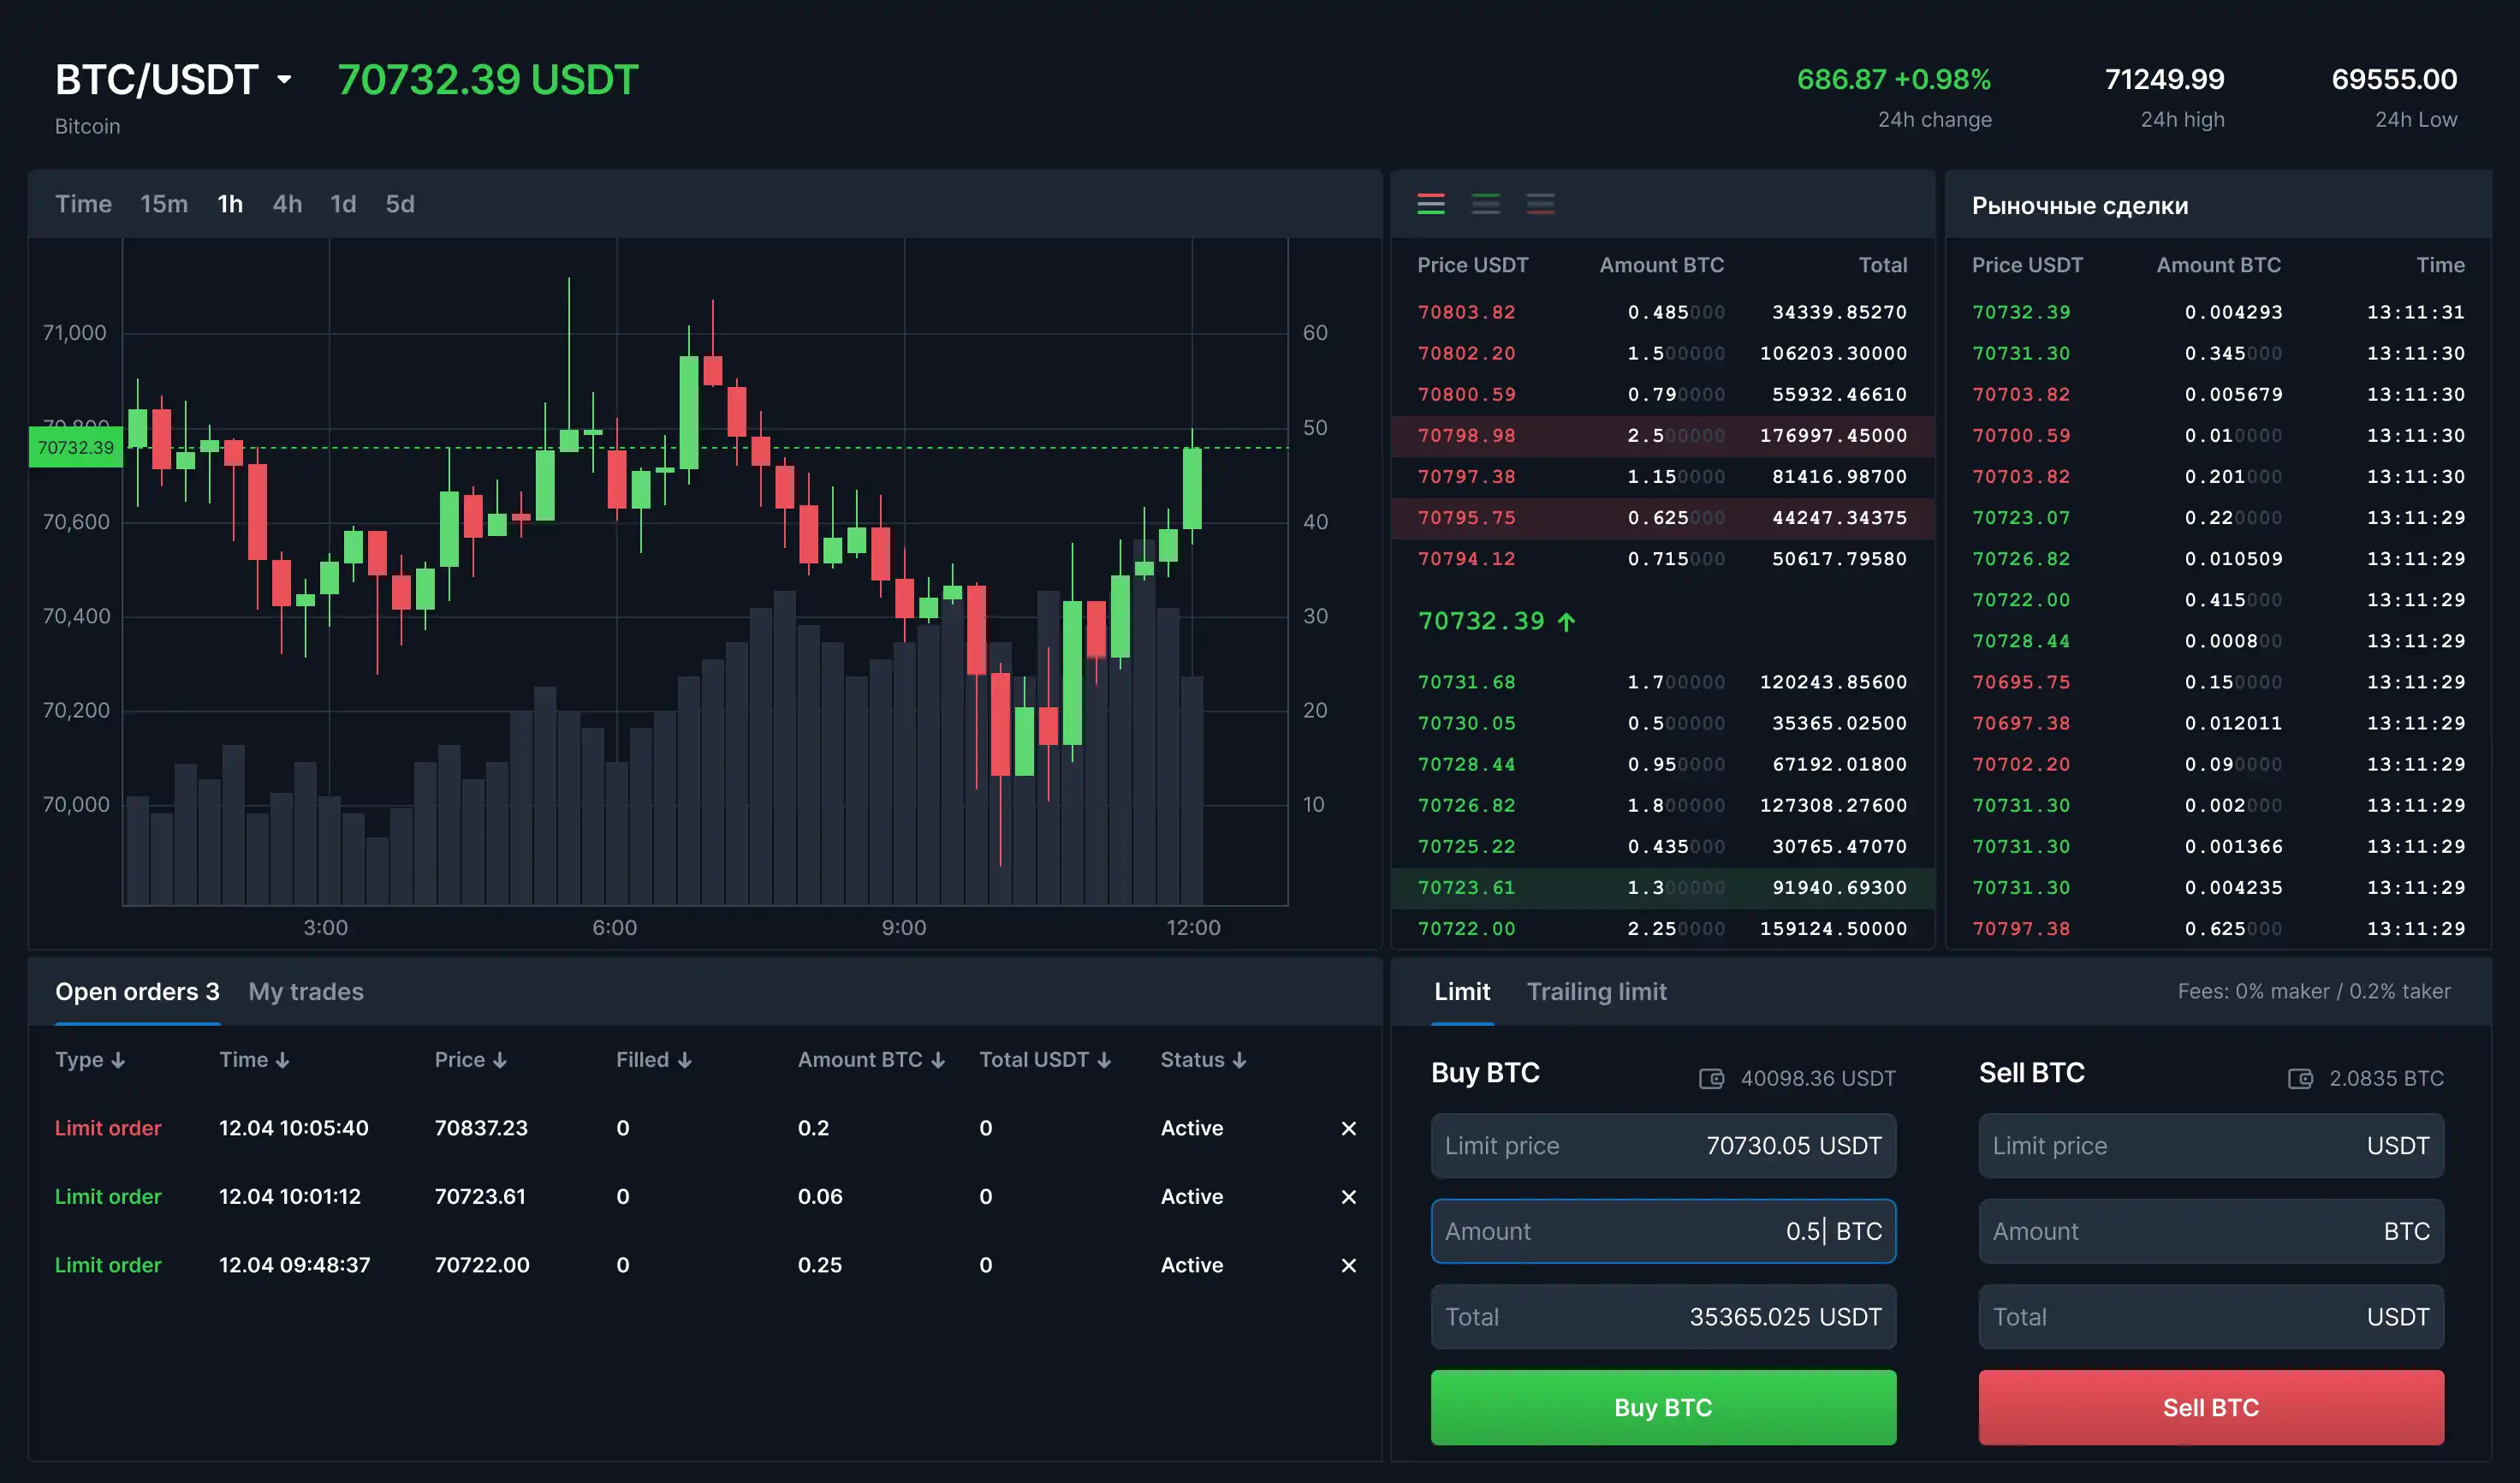 BTC/USDT 70732.39 USDT 686.87 +0.98% 71249.99 69555.00
Bitcoin 24h change 24h high 24h Low
Time 15m 1h 4h 1d 5d
71,000
70,800
70732.39
70,600
70,400
70,200
70,000
60
50
40
30
20
10
3:00 6:00 9:00 12:00
Price USDT Amount BTC Total
70803.82 0.485000 34339.85270
70802.20 1.500000 106203.30000
70800.59 0.790000 55932.46610
70798.98 2.500000 176997.45000
70797.38 1.150000 81416.98700
70795.75 0.625000 44247.34375
70794.12 0.715000 50617.79580
70732.39
70731.68 1.700000 120243.85600
70730.05 0.500000 35365.02500
70728.44 0.950000 67192.01800
70726.82 1.800000 127308.27600
70725.22 0.435000 30765.47070
70723.61 1.300000 91940.69300
70722.00 2.250000 159124.50000
Рыночные сделки
Price USDT Amount BTC Time
70732.39 0.004293 13:11:31
70731.30 0.345000 13:11:30
70703.82 0.005679 13:11:30
70700.59 0.010000 13:11:30
70703.82 0.201000 13:11:30
70723.07 0.220000 13:11:29
70726.82 0.010509 13:11:29
70722.00 0.415000 13:11:29
70728.44 0.000800 13:11:29
70695.75 0.150000 13:11:29
70697.38 0.012011 13:11:29
70702.20 0.090000 13:11:29
70731.30 0.002000 13:11:29
70731.30 0.001366 13:11:29
70731.30 0.004235 13:11:29
70797.38 0.625000 13:11:29
Open orders 3 My trades
Type Time Price Filled Amount BTC Total USDT Status
Limit order 12.04 10:05:40 70837.23 0 0.2 0 Active
Limit order 12.04 10:01:12 70723.61 0 0.06 0 Active
Limit order 12.04 09:48:37 70722.00 0 0.25 0 Active
Limit Trailing limit Fees: 0% maker / 0.2% taker
Buy BTC 40098.36 USDT
Limit price 70730.05 USDT
Amount 0.5 BTC
Total 35365.025 USDT
Buy BTC
Sell BTC 2.0835 BTC
Limit price USDT
Amount BTC
Total USDT
Sell BTC